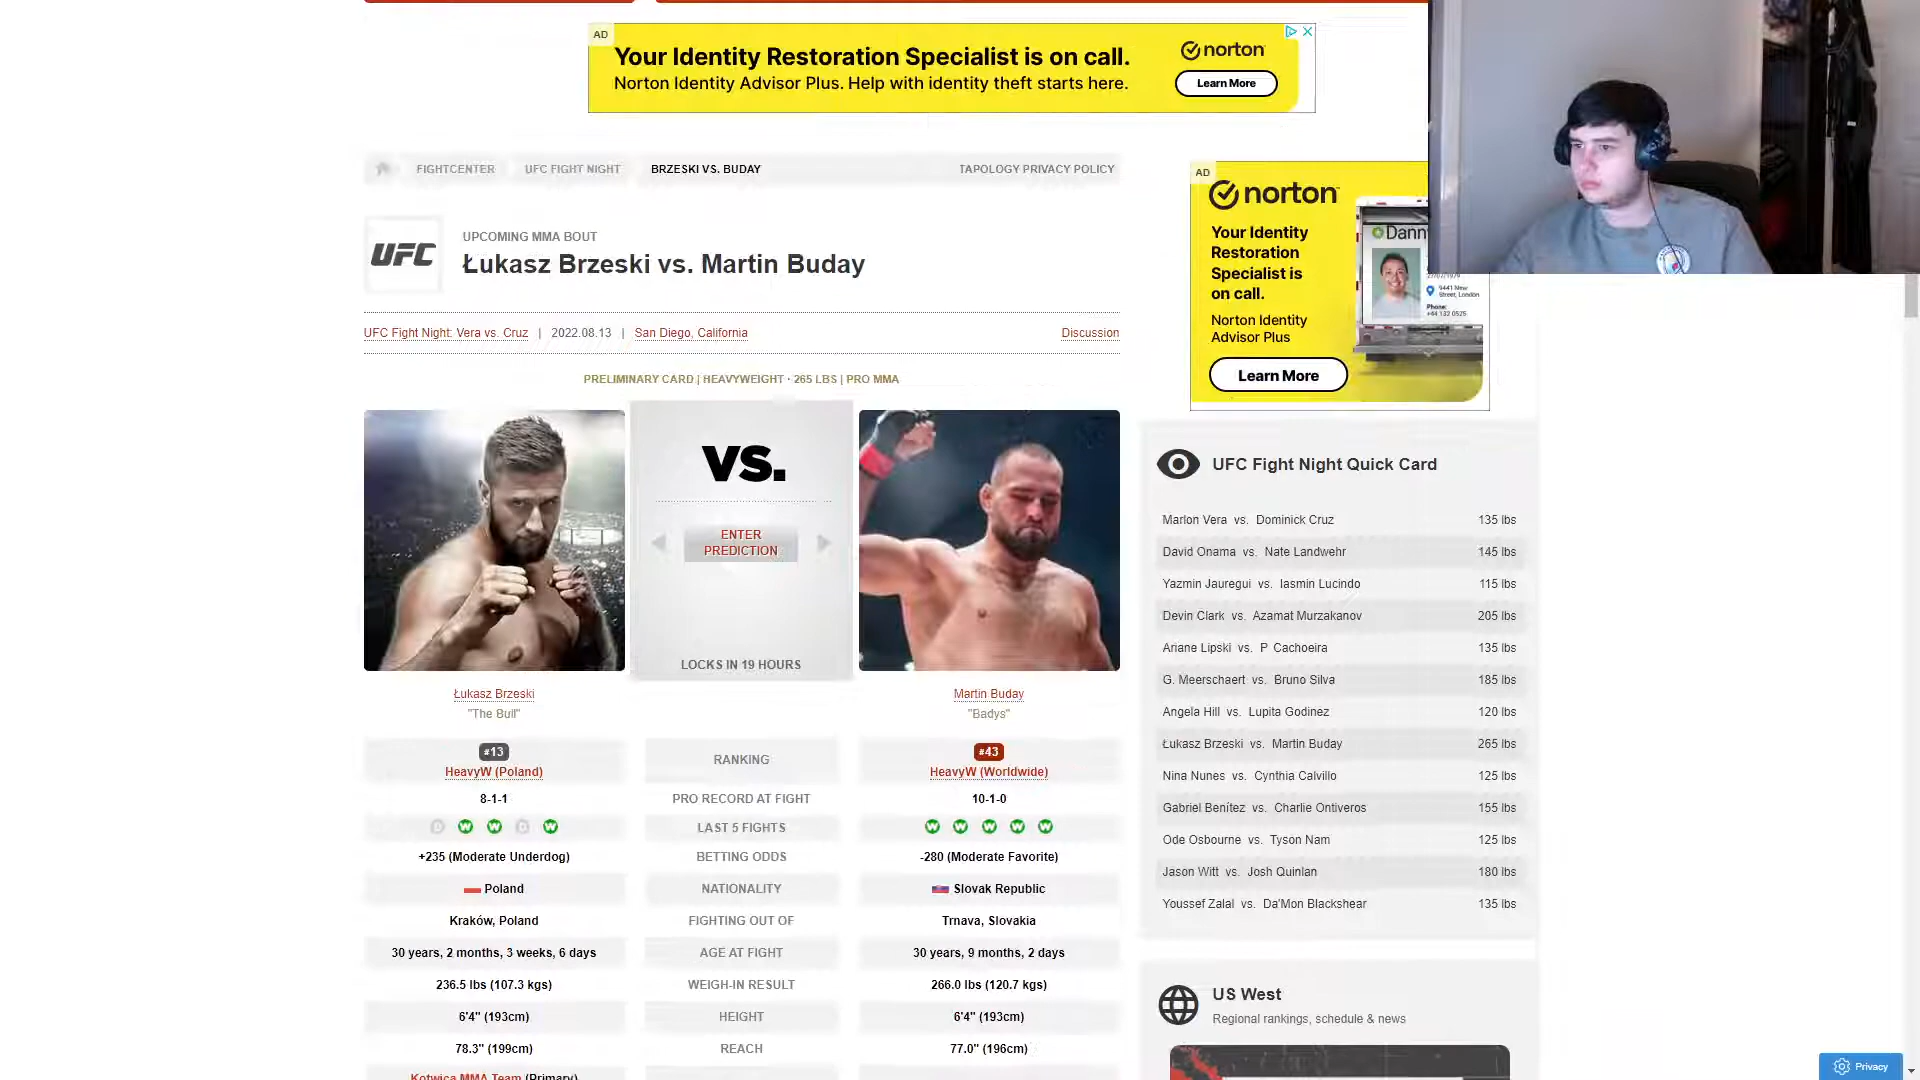 AD
Your Identity Restoration Specialist is on call.
Norton Identity Advisor Plus. Help with identity theft starts here.
norton
Learn More
FIGHTCENTER
UFC FIGHT NIGHT
BRZESKI VS. BUDAY
TAPOLOGY PRIVACY POLICY
UFC
UPCOMING MMA BOUT
Łukasz Brzeski vs. Martin Buday
UFC Fight Night: Vera vs. Cruz | 2022.08.13 | San Diego, California
Discussion
PRELIMINARY CARD | HEAVYWEIGHT · 265 LBS | PRO MMA
VS.
ENTER
PREDICTION
LOCKS IN 19 HOURS
Łukasz Brzeski
Martin Buday
"The Bull"
"Badys"
#13
HeavyW (Poland)
RANKING
#43
HeavyW (Worldwide)
8-1-1
PRO RECORD AT FIGHT
10-1-0
D W W D W
LAST 5 FIGHTS
W W W W W
+235 (Moderate Underdog)
BETTING ODDS
-280 (Moderate Favorite)
Poland
NATIONALITY
Slovak Republic
Kraków, Poland
FIGHTING OUT OF
Trnava, Slovakia
30 years, 2 months, 3 weeks, 6 days
AGE AT FIGHT
30 years, 9 months, 2 days
236.5 lbs (107.3 kgs)
WEIGH-IN RESULT
266.0 lbs (120.7 kgs)
6'4" (193cm)
HEIGHT
6'4" (193cm)
78.3" (199cm)
REACH
77.0" (196cm)
Kotwica MMA Team (Primary)
AD
norton
Your Identity
Restoration
Specialist is
on call.
Norton Identity
Advisor Plus
Learn More
Dann
9441 New
Street, London
Phone:
+44 132 0525
UFC Fight Night Quick Card
Marlon Vera vs. Dominick Cruz 135 lbs
David Onama vs. Nate Landwehr 145 lbs
Yazmin Jauregui vs. Iasmin Lucindo 115 lbs
Devin Clark vs. Azamat Murzakanov 205 lbs
Ariane Lipski vs. P Cachoeira 135 lbs
G. Meerschaert vs. Bruno Silva 185 lbs
Angela Hill vs. Lupita Godinez 120 lbs
Łukasz Brzeski vs. Martin Buday 265 lbs
Nina Nunes vs. Cynthia Calvillo 125 lbs
Gabriel Benítez vs. Charlie Ontiveros 155 lbs
Ode Osbourne vs. Tyson Nam 125 lbs
Jason Witt vs. Josh Quinlan 180 lbs
Youssef Zalal vs. Da'Mon Blackshear 135 lbs
US West
Regional rankings, schedule & news
Privacy